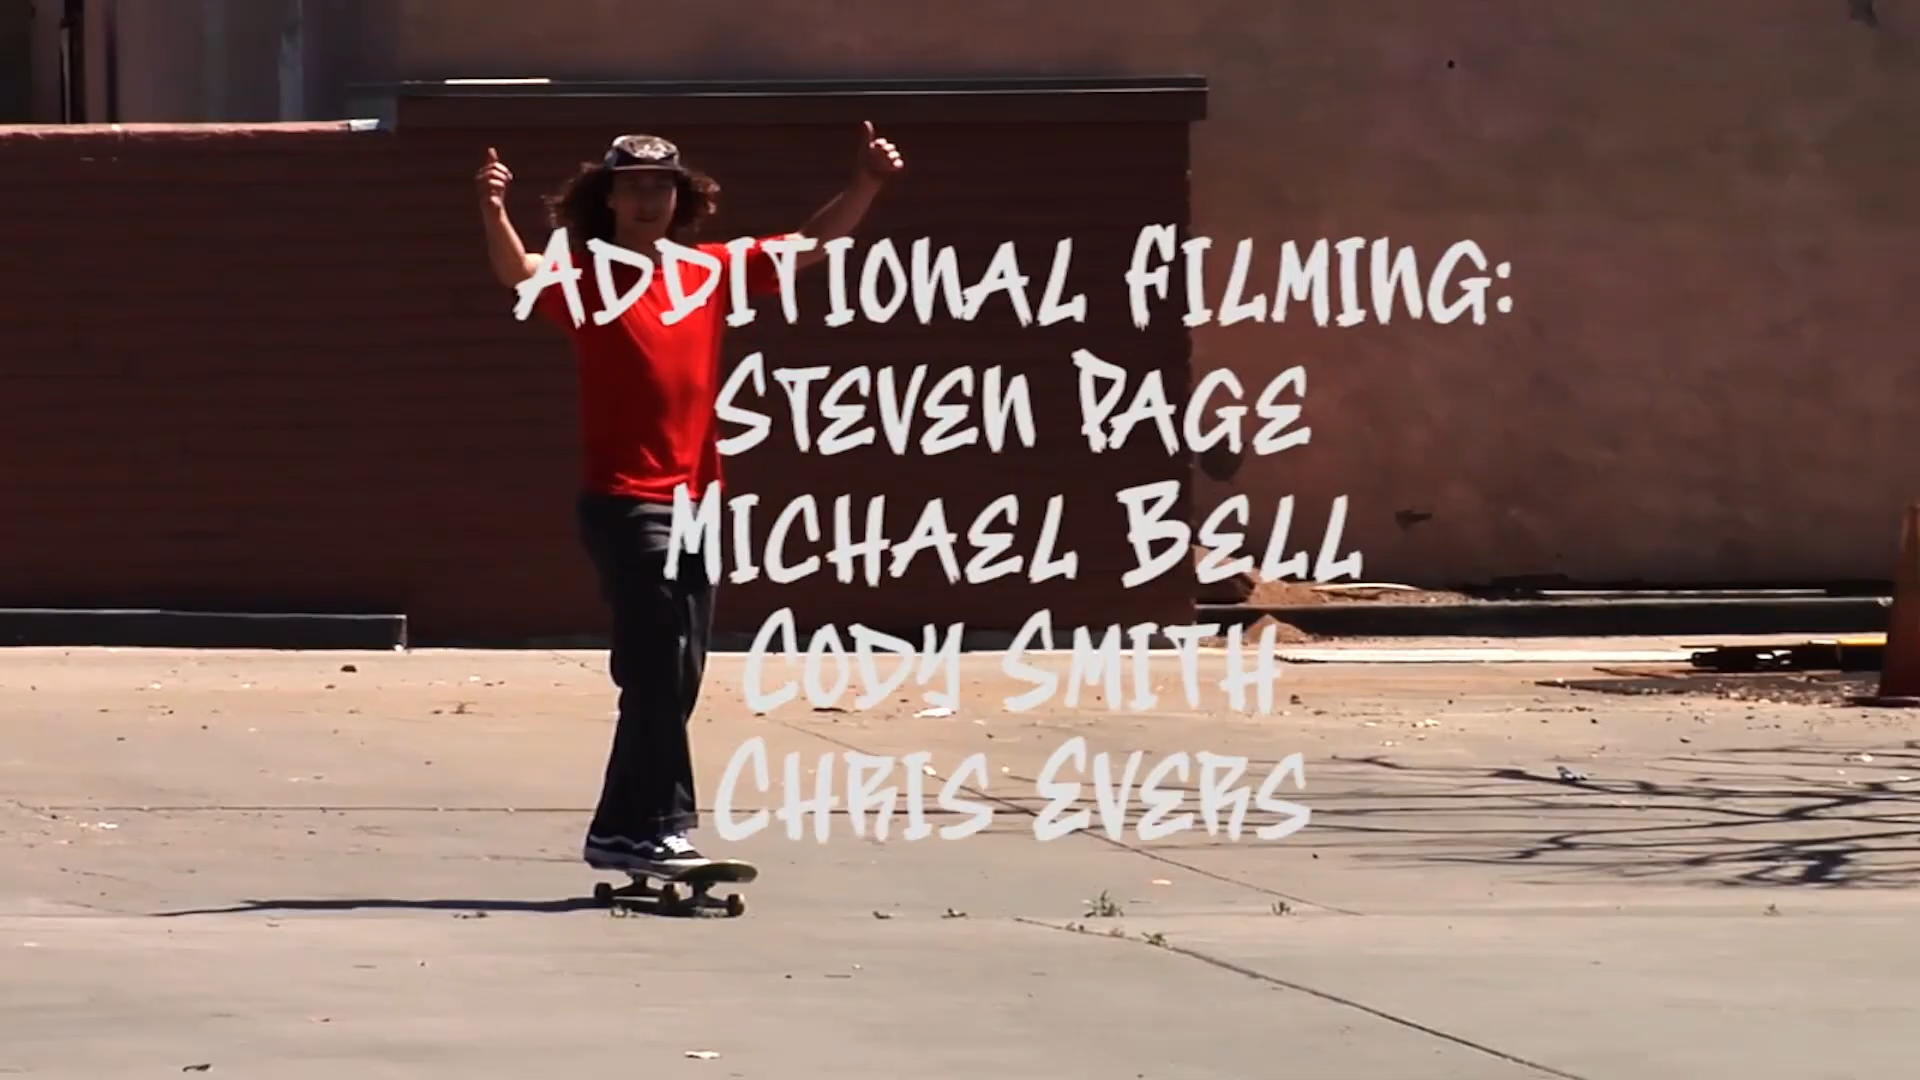 Additional Filming:
Steven Page
Michael Bell
Cody Smith
Chris Evers